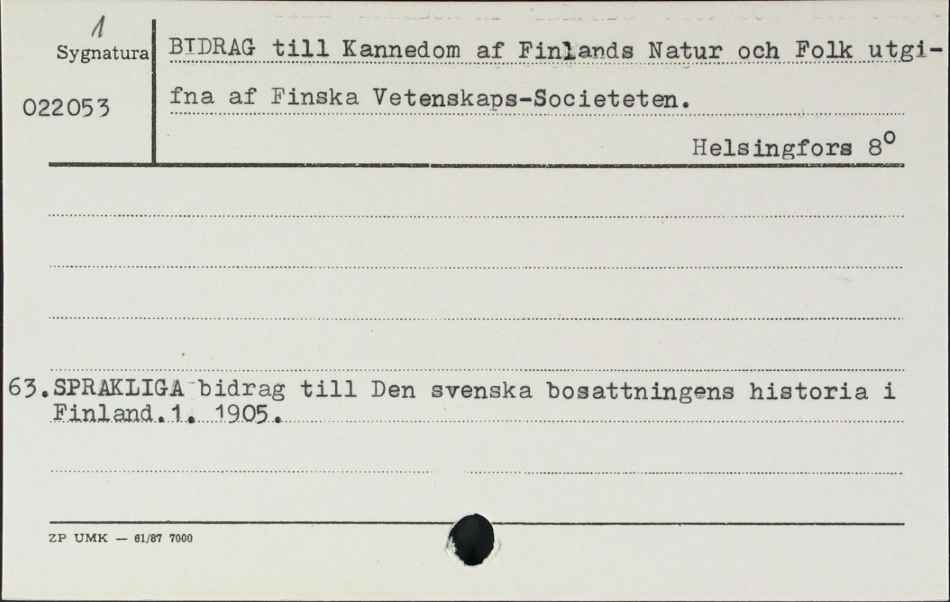 1
Sygnatura
022053
BIDRAG till Kannedom af Finlands Natur och Folk utgi-
fna af Finska Vetenskaps-Societeten.
Helsingfors 8º
63. SPRAKLIGA bidrag till Den svenska bosattningens historia i
Finland. 1. 1905.
ZP UMK — 61/87 7000